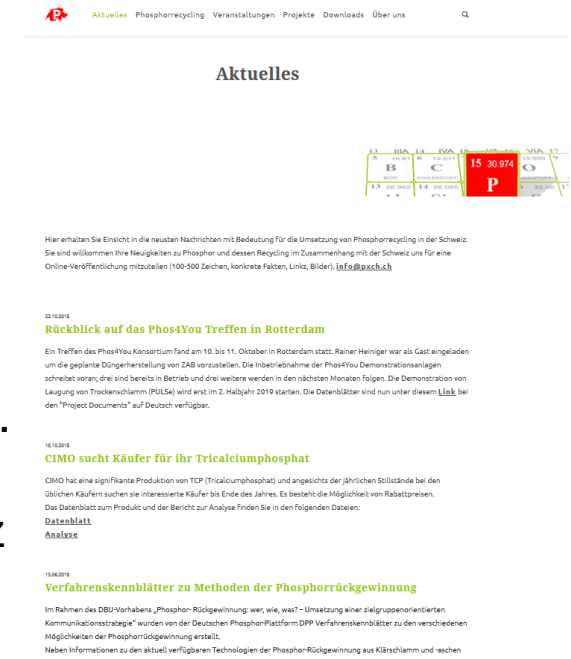 P
Aktuelles Phosphorrecycling Veranstaltungen Projekte Downloads Über uns
Aktuelles
15 30.974
B C P O
13 14
Hier erhalten Sie Einsicht in die neusten Nachrichten mit Bedeutung für die Umsetzung von Phosphorrecycling in der Schweiz.
Sie sind willkommen Ihre Neuigkeiten zu Phosphor und dessen Recycling im Zusammenhang mit der Schweiz uns für eine
Online-Veröffentlichung mitzuteilen (100-500 Zeichen, konkrete Fakten, Links, Bilder). info@pxch.ch
22.10.2018
Rückblick auf das Phos4You Treffen in Rotterdam
Ein Treffen des Phos4You Konsortium fand am 10. bis 11. Oktober in Rotterdam statt. Rainer Heiniger war als Gast eingeladen
um die geplante Düngerherstellung von ZAB vorzustellen. Die Inbetriebnahme der Phos4You Demonstrationsanlagen
schreitet voran; drei sind bereits in Betrieb und drei weitere werden in den nächsten Monaten folgen. Die Demonstration von
Laugung von Trockenschlamm (PULSe) wird erst im 2. Halbjahr 2019 starten. Die Datenblätter sind nun unter diesem Link bei
den "Project Documents" auf Deutsch verfügbar.
18.10.2018
CIMO sucht Käufer für ihr Tricalciumphosphat
CIMO hat eine signifikante Produktion von TCP (Tricalciumphosphat) und angesichts der jährlichen Stillstände bei den
üblichen Käufern suchen sie interessierte Käufer bis Ende des Jahres. Es besteht die Möglichkeit von Rabattpreisen.
Das Datenblatt zum Produkt und der Bericht zur Analyse finden Sie in den folgenden Dateien:
Datenblatt
Analyse
13.06.2018
Verfahrenskennblätter zu Methoden der Phosphorrückgewinnung
Im Rahmen des DBU-Vorhabens „Phosphor- Rückgewinnung: wer, wie, was? – Umsetzung einer zielgruppenorientierten
Kommunikationsstrategie" wurden von der Deutschen Phosphor-Plattform DPP Verfahrenskennblätter zu den verschiedenen
Möglichkeiten der Phosphorrückgewinnung erstellt.
Neben Informationen zu den aktuell verfügbaren Technologien der Phosphor-Rückgewinnung aus Klärschlamm und -aschen